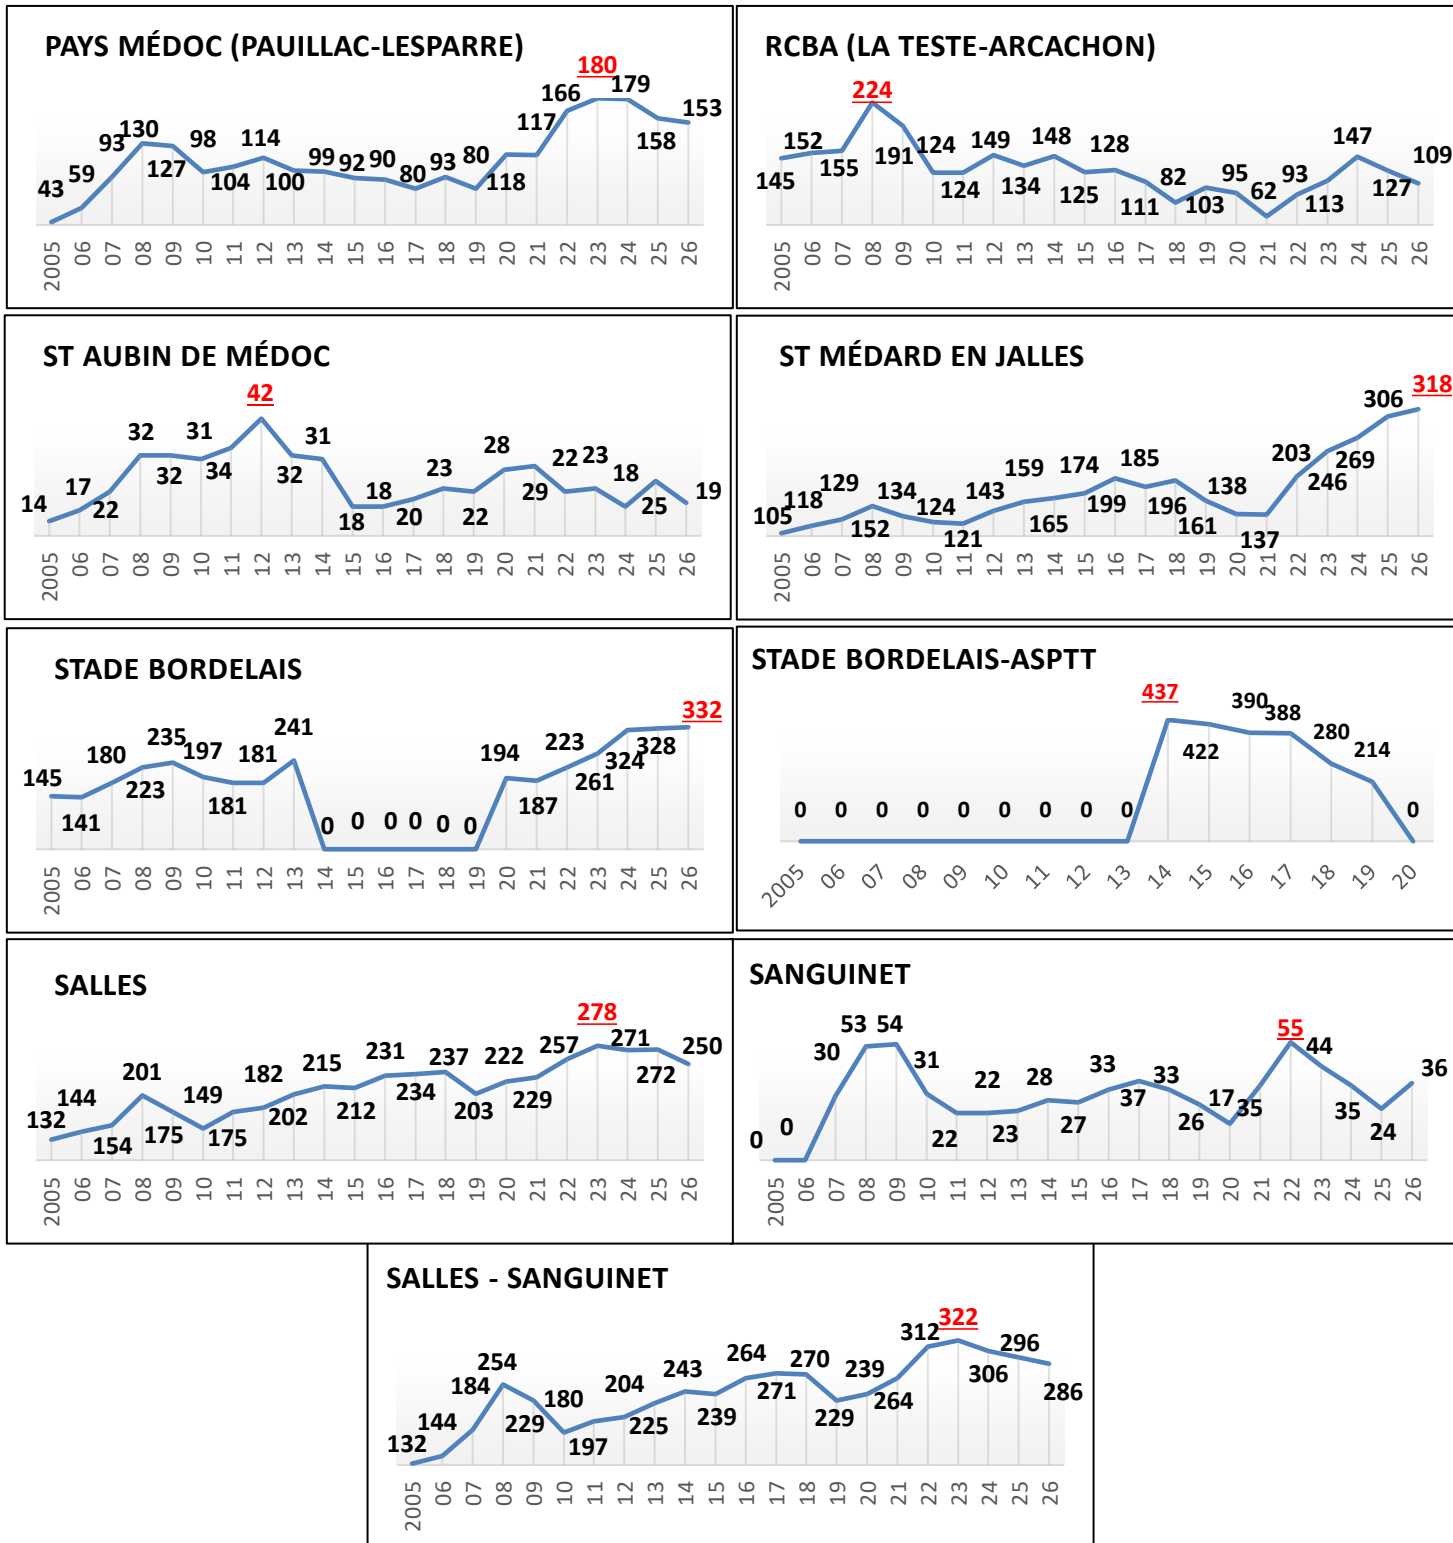 PAYS MÉDOC (PAUILLAC-LESPARRE)
43 59 93 130 127 98 104 114 100 99 92 90 80 93 80 118 117 166 180 179 158 153
2005 06 07 08 09 10 11 12 13 14 15 16 17 18 19 20 21 22 23 24 25 26
RCBA (LA TESTE-ARCACHON)
145 152 155 224 191 124 124 149 134 148 125 128 111 82 103 95 62 93 113 147 127 109
2005 06 07 08 09 10 11 12 13 14 15 16 17 18 19 20 21 22 23 24 25 26
ST AUBIN DE MÉDOC
14 17 22 32 32 31 34 42 32 31 18 18 20 23 22 28 29 22 23 18 25 19
2005 06 07 08 09 10 11 12 13 14 15 16 17 18 19 20 21 22 23 24 25 26
ST MÉDARD EN JALLES
105 118 129 152 134 124 121 143 159 165 174 199 185 196 161 138 137 203 246 269 306 318
2005 06 07 08 09 10 11 12 13 14 15 16 17 18 19 20 21 22 23 24 25 26
STADE BORDELAIS
145 141 180 223 235 197 181 181 241 0 0 0 0 0 0 194 187 223 261 324 328 332
2005 06 07 08 09 10 11 12 13 14 15 16 17 18 19 20 21 22 23 24 25 26
STADE BORDELAIS-ASPTT
0 0 0 0 0 0 0 0 0 437 422 390 388 280 214 0
2005 06 07 08 09 10 11 12 13 14 15 16 17 18 19 20
SALLES
132 144 154 201 175 149 175 182 202 215 212 231 234 237 203 222 229 257 278 271 272 250
2005 06 07 08 09 10 11 12 13 14 15 16 17 18 19 20 21 22 23 24 25 26
SANGUINET
0 0 30 53 54 31 22 22 23 28 27 33 37 33 26 17 35 55 44 35 24 36
2005 06 07 08 09 10 11 12 13 14 15 16 17 18 19 20 21 22 23 24 25 26
SALLES - SANGUINET
132 144 184 254 229 180 197 204 225 243 239 264 271 270 229 239 264 312 322 306 296 286
2005 06 07 08 09 10 11 12 13 14 15 16 17 18 19 20 21 22 23 24 25 26